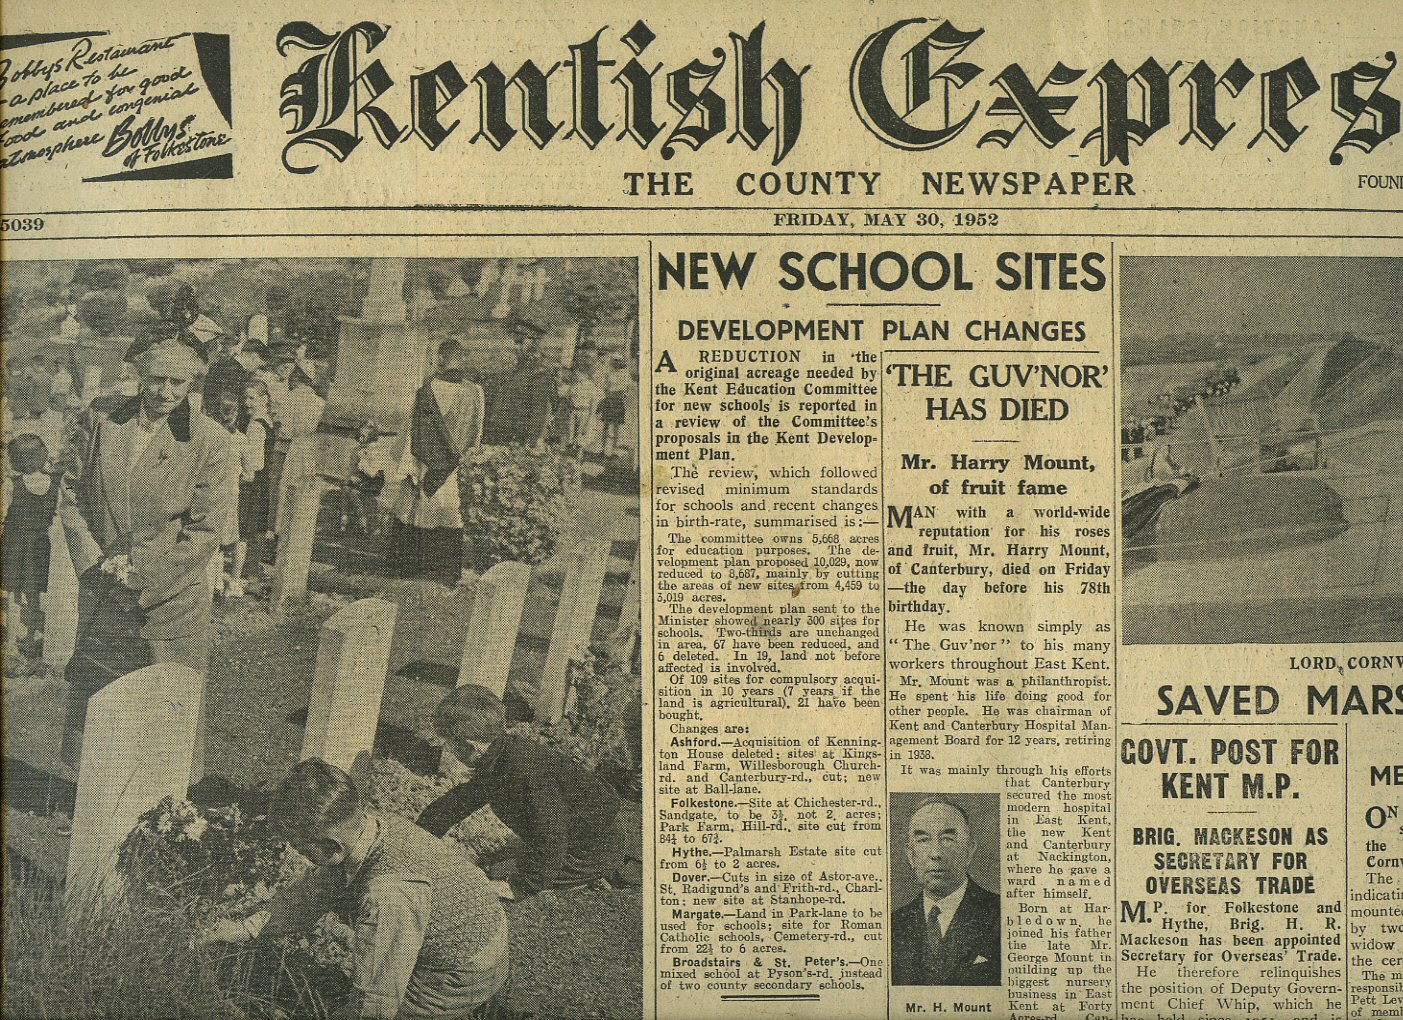 Bobbys Restaurant
- a place to be
remembered for good
food and congenial
atmosphere Bobbys
of Folkestone
Kentish Expres
THE COUNTY NEWSPAPER
FOUN
5039
FRIDAY, MAY 30, 1952
NEW SCHOOL SITES
DEVELOPMENT PLAN CHANGES
A REDUCTION in the
original acreage needed by
the Kent Education Committee
for new schools is reported in
a review of the Committee's
proposals in the Kent Develop-
ment Plan.
The review, which followed
revised minimum standards
for schools and recent changes
in birth-rate, summarised is:—
The committee owns 5,668 acres
for education purposes. The de-
velopment plan proposed 10,029, now
reduced to 8,687, mainly by cutting
the areas of new sites from 4,459 to
3,019 acres.
The development plan sent to the
Minister showed nearly 300 sites for
schools. Two-thirds are unchanged
in area, 67 have been reduced, and
6 deleted. In 19, land not before
affected is involved.
Of 109 sites for compulsory acqui-
sition in 10 years (7 years if the
land is agricultural), 21 have been
bought.
Changes are:
Ashford.—Acquisition of Kenning-
ton House deleted; sites at Kings-
land Farm, Willesborough Church-
rd. and Canterbury-rd., cut; new
site at Ball-lane.
Folkestone.—Site at Chichester-rd.,
Sandgate, to be 3½, not 2, acres;
Park Farm, Hill-rd., site cut from
84¼ to 67¾.
Hythe.—Palmarsh Estate site cut
from 6½ to 2 acres.
Dover.—Cuts in size of Astor-ave.,
St. Radigund's and Frith-rd., Charl-
ton; new site at Stanhope-rd.
Margate.—Land in Park-lane to be
used for schools; site for Roman
Catholic schools, Cemetery-rd., cut
from 22½ to 6 acres.
Broadstairs & St. Peter's.—One
mixed school at Pyson's-rd. instead
of two county secondary schools.
'THE GUV'NOR'
HAS DIED
Mr. Harry Mount,
of fruit fame
MAN with a world-wide
reputation for his roses
and fruit, Mr. Harry Mount,
of Canterbury, died on Friday
—the day before his 78th
birthday.
He was known simply as
"The Guv'nor" to his many
workers throughout East Kent.
Mr. Mount was a philanthropist.
He spent his life doing good for
other people. He was chairman of
Kent and Canterbury Hospital Man-
agement Board for 12 years, retiring
in 1938.
It was mainly through his efforts
that Canterbury
secured the most
modern hospital
in East Kent,
the new Kent
and Canterbury
at Nackington,
where he gave a
ward named
after himself.
Born at Har-
bledown, he
joined his father
the late Mr.
George Mount in
building up the
biggest nursery
business in East
Kent at Forty
Acres-rd., Can-
Mr. H. Mount
LORD CORNW
SAVED MARS
GOVT. POST FOR
KENT M.P.
BRIG. MACKESON AS
SECRETARY FOR
OVERSEAS TRADE
M.P. for Folkestone and
Hythe, Brig. H. R.
Mackeson has been appointed
Secretary for Overseas' Trade.
He therefore relinquishes
the position of Deputy Govern-
ment Chief Whip, which he
has held since
ME
ON
the
Cornw
The
indicatin
mounted
by two
widow
the cer
The m
responsib
Pett Lev
of memb